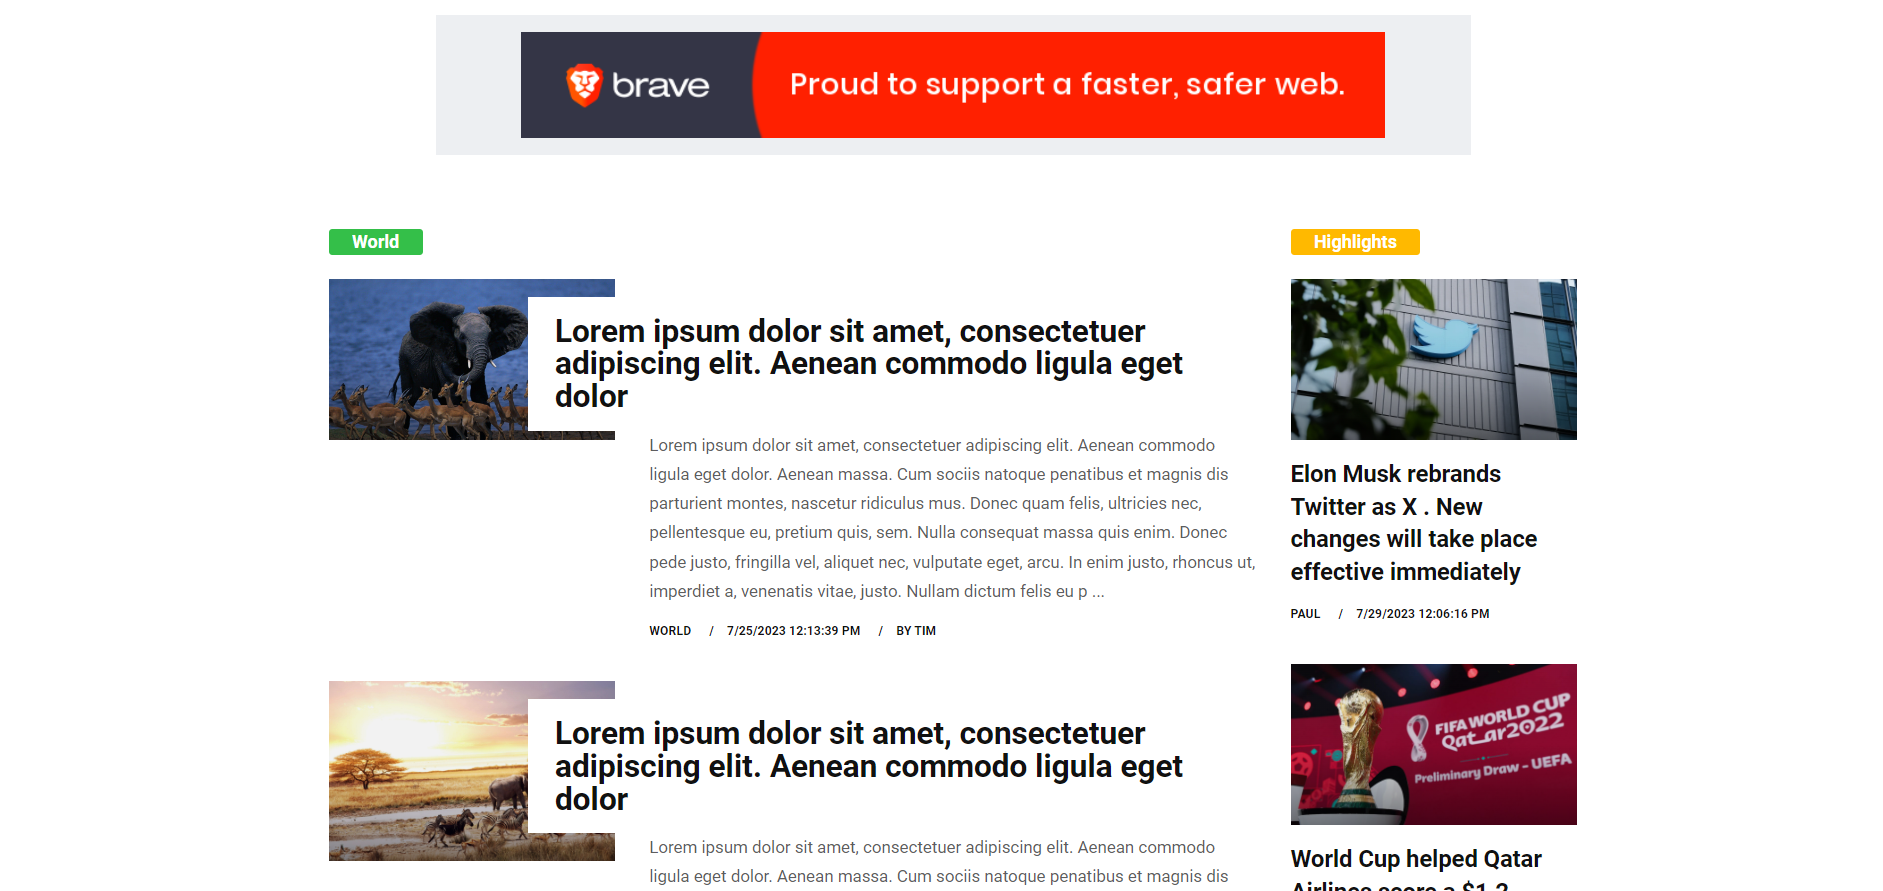 brave
Proud to support a faster, safer web.
World
Lorem ipsum dolor sit amet, consectetuer
adipiscing elit. Aenean commodo ligula eget
dolor
Lorem ipsum dolor sit amet, consectetuer adipiscing elit. Aenean commodo
ligula eget dolor. Aenean massa. Cum sociis natoque penatibus et magnis dis
parturient montes, nascetur ridiculus mus. Donec quam felis, ultricies nec,
pellentesque eu, pretium quis, sem. Nulla consequat massa quis enim. Donec
pede justo, fringilla vel, aliquet nec, vulputate eget, arcu. In enim justo, rhoncus ut,
imperdiet a, venenatis vitae, justo. Nullam dictum felis eu p ...
WORLD / 7/25/2023 12:13:39 PM / BY TIM
Lorem ipsum dolor sit amet, consectetuer
adipiscing elit. Aenean commodo ligula eget
dolor
Lorem ipsum dolor sit amet, consectetuer adipiscing elit. Aenean commodo
ligula eget dolor. Aenean massa. Cum sociis natoque penatibus et magnis dis
Highlights
Elon Musk rebrands
Twitter as X . New
changes will take place
effective immediately
PAUL / 7/29/2023 12:06:16 PM
FIFA WORLD CUP
Qatar2022
Preliminary Draw - UEFA
World Cup helped Qatar
Airlines score a $1.2